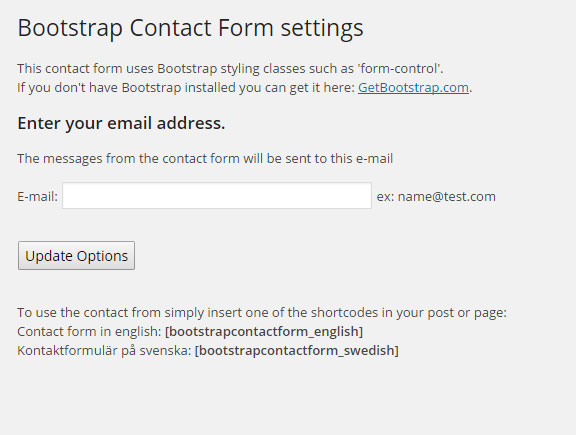 Bootstrap Contact Form settings
This contact form uses Bootstrap styling classes such as 'form-control'.
If you don't have Bootstrap installed you can get it here: GetBootstrap.com.
Enter your email address.
The messages from the contact form will be sent to this e-mail
E-mail: ex: name@test.com
Update Options
To use the contact from simply insert one of the shortcodes in your post or page:
Contact form in english: [bootstrapcontactform_english]
Kontaktformulär på svenska: [bootstrapcontactform_swedish]